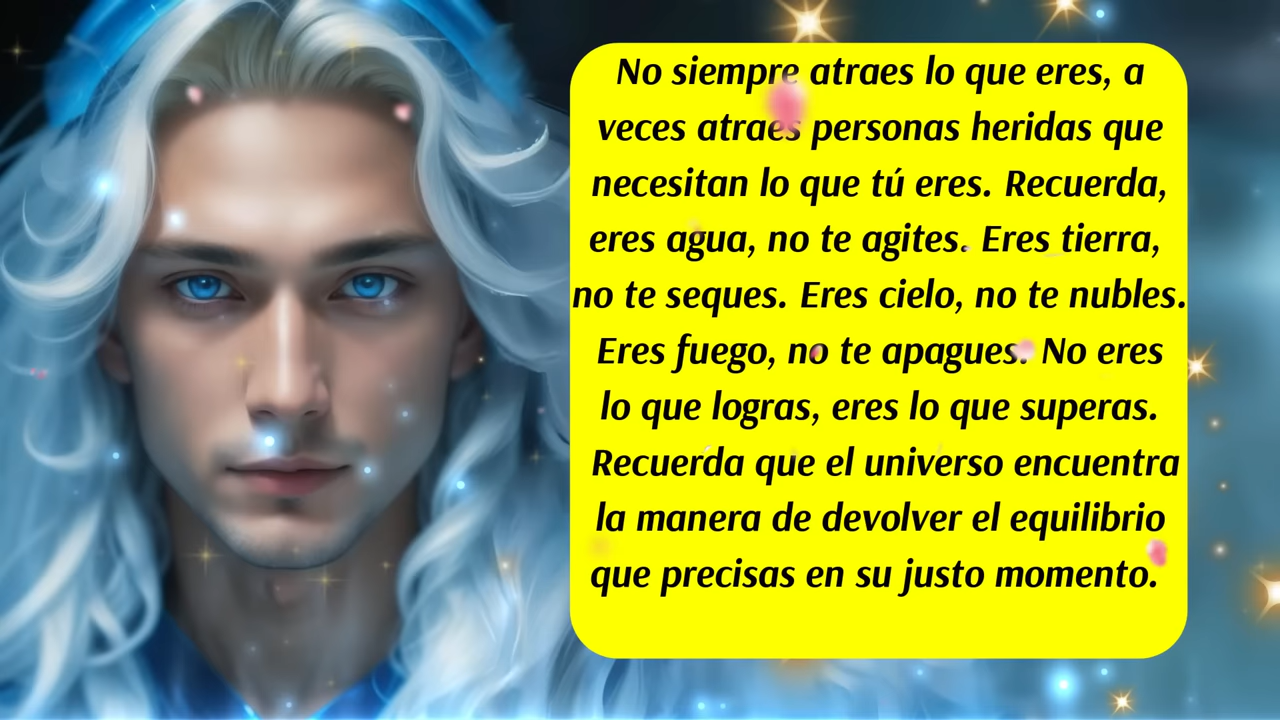 No siempre atraes lo que eres, a
veces atraes personas heridas que
necesitan lo que tú eres. Recuerda,
eres agua, no te agites. Eres tierra,
no te seques. Eres cielo, no te nubles.
Eres fuego, no te apagues. No eres
lo que logras, eres lo que superas.
Recuerda que el universo encuentra
la manera de devolver el equilibrio
que precisas en su justo momento.